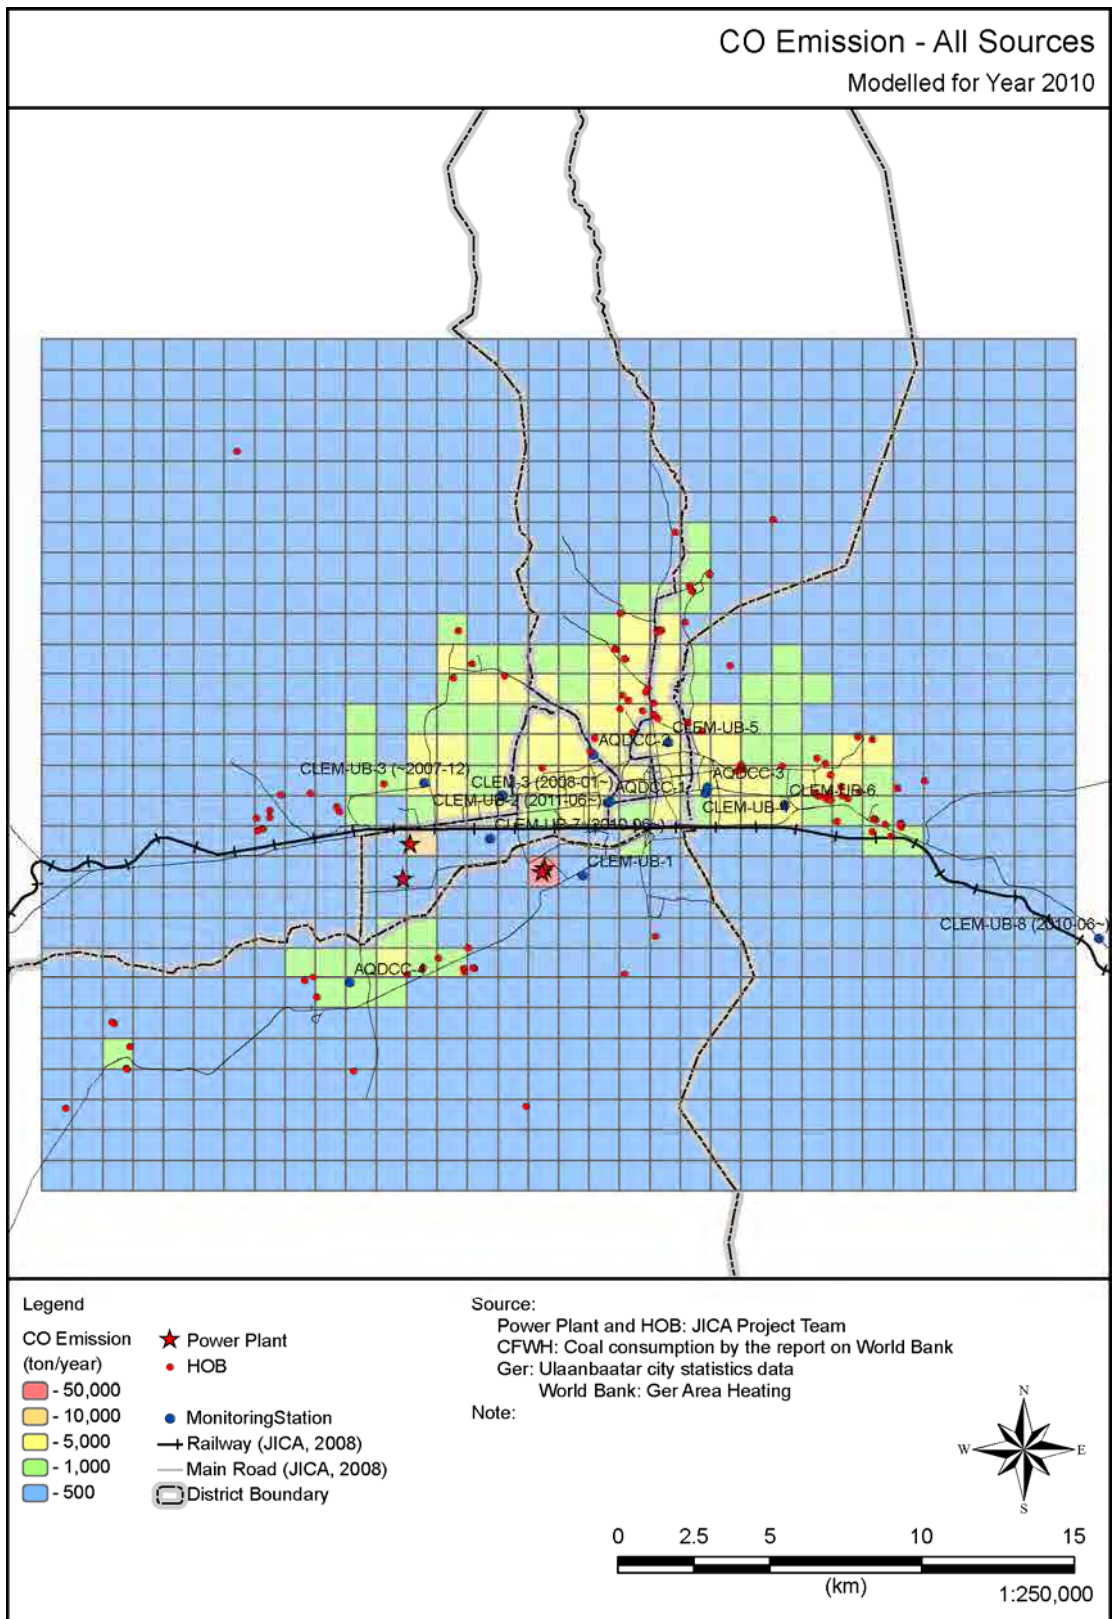 CO Emission - All Sources
Modelled for Year 2010
CLEM-UB-5
AQDCC-2
CLEM-UB-3 (~2007-12)
CLEM-3 (2008-01~)
AQDCC-3
AQDCC-1
CLEM-UB-6
CLEM-UB-2 (2011-06~)
CLEM-UB-7 (2010-06~)
CLEM-UB-1
CLEM-UB-8 (2010-06~)
AQDCC-4
Legend
CO Emission
(ton/year)
- 50,000
- 10,000
- 5,000
- 1,000
- 500
Power Plant
HOB
MonitoringStation
Railway (JICA, 2008)
Main Road (JICA, 2008)
District Boundary
Source:
Power Plant and HOB: JICA Project Team
CFWH: Coal consumption by the report on World Bank
Ger: Ulaanbaatar city statistics data
World Bank: Ger Area Heating
Note:
N
W
E
S
0 2.5 5 10 15
(km)
1:250,000